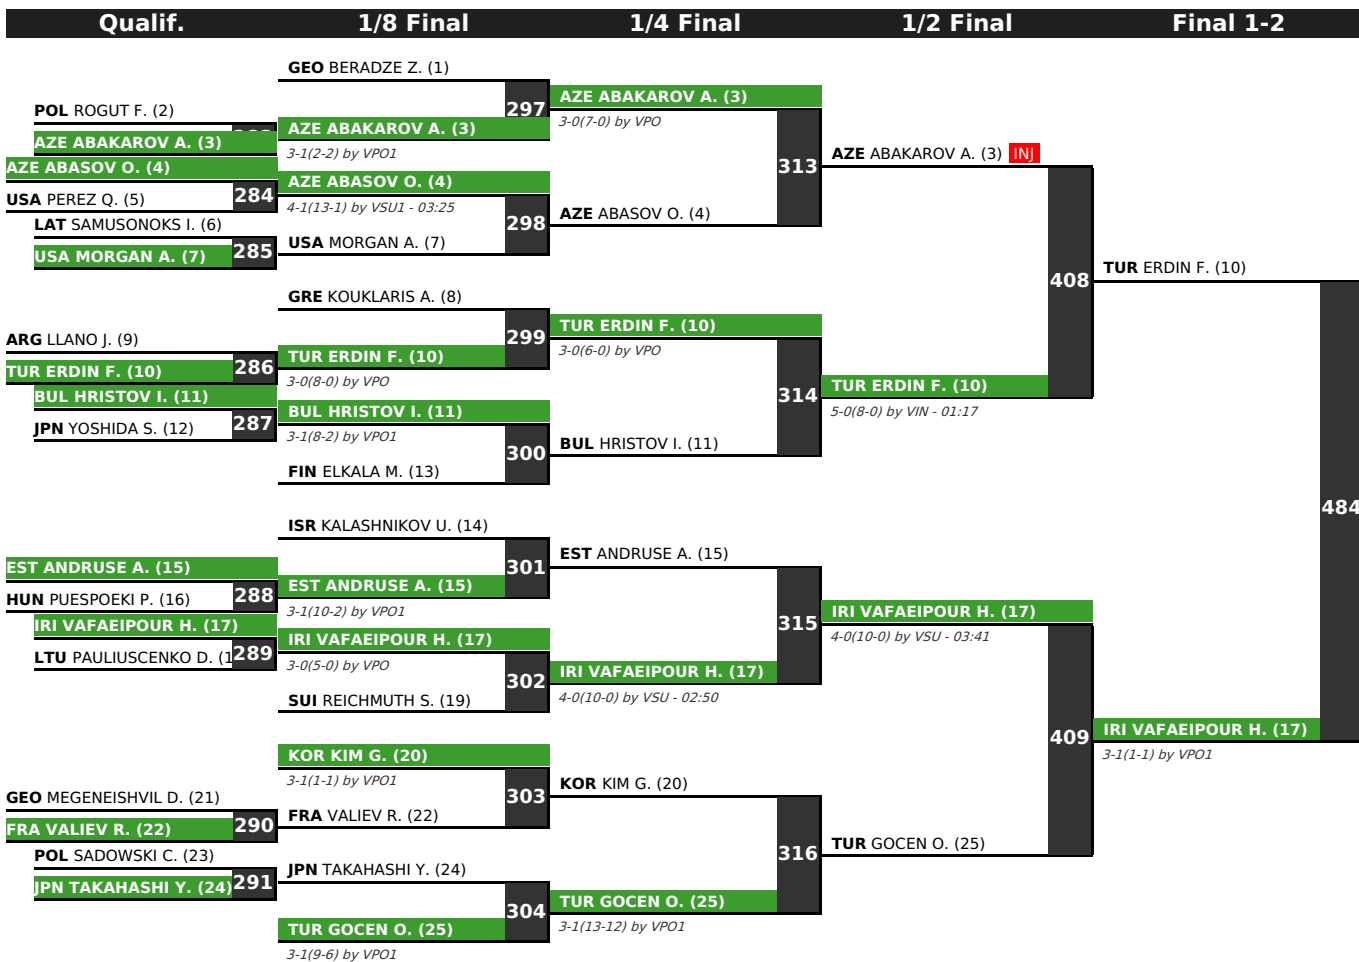 Qualif.
1/8 Final
1/4 Final
1/2 Final
Final 1-2
POL ROGUT F. (2)
AZE ABAKAROV A. (3)
AZE ABASOV O. (4)
284
USA PEREZ Q. (5)
LAT SAMUSONOKS I. (6)
285
USA MORGAN A. (7)
ARG LLANO J. (9)
286
TUR ERDIN F. (10)
BUL HRISTOV I. (11)
287
JPN YOSHIDA S. (12)
EST ANDRUSE A. (15)
288
HUN PUESPOEKI P. (16)
IRI VAFAEIPOUR H. (17)
289
LTU PAULIUSCENKO D. (1
GEO MEGENEISHVIL D. (21)
290
FRA VALIEV R. (22)
POL SADOWSKI C. (23)
291
JPN TAKAHASHI Y. (24)
GEO BERADZE Z. (1)
297
AZE ABAKAROV A. (3)
3-1(2-2) by VPO1
AZE ABASOV O. (4)
4-1(13-1) by VSU1 - 03:25
298
USA MORGAN A. (7)
GRE KOUKLARIS A. (8)
299
TUR ERDIN F. (10)
3-0(8-0) by VPO
BUL HRISTOV I. (11)
3-1(8-2) by VPO1
300
FIN ELKALA M. (13)
ISR KALASHNIKOV U. (14)
301
EST ANDRUSE A. (15)
3-1(10-2) by VPO1
IRI VAFAEIPOUR H. (17)
3-0(5-0) by VPO
302
SUI REICHMUTH S. (19)
KOR KIM G. (20)
3-1(1-1) by VPO1
303
FRA VALIEV R. (22)
JPN TAKAHASHI Y. (24)
304
TUR GOCEN O. (25)
3-1(9-6) by VPO1
AZE ABAKAROV A. (3)
3-0(7-0) by VPO
313
AZE ABASOV O. (4)
TUR ERDIN F. (10)
3-0(6-0) by VPO
314
BUL HRISTOV I. (11)
EST ANDRUSE A. (15)
315
IRI VAFAEIPOUR H. (17)
4-0(10-0) by VSU - 02:50
KOR KIM G. (20)
316
TUR GOCEN O. (25)
3-1(13-12) by VPO1
AZE ABAKAROV A. (3) INJ
408
TUR ERDIN F. (10)
5-0(8-0) by VIN - 01:17
IRI VAFAEIPOUR H. (17)
4-0(10-0) by VSU - 03:41
409
TUR GOCEN O. (25)
TUR ERDIN F. (10)
484
IRI VAFAEIPOUR H. (17)
3-1(1-1) by VPO1